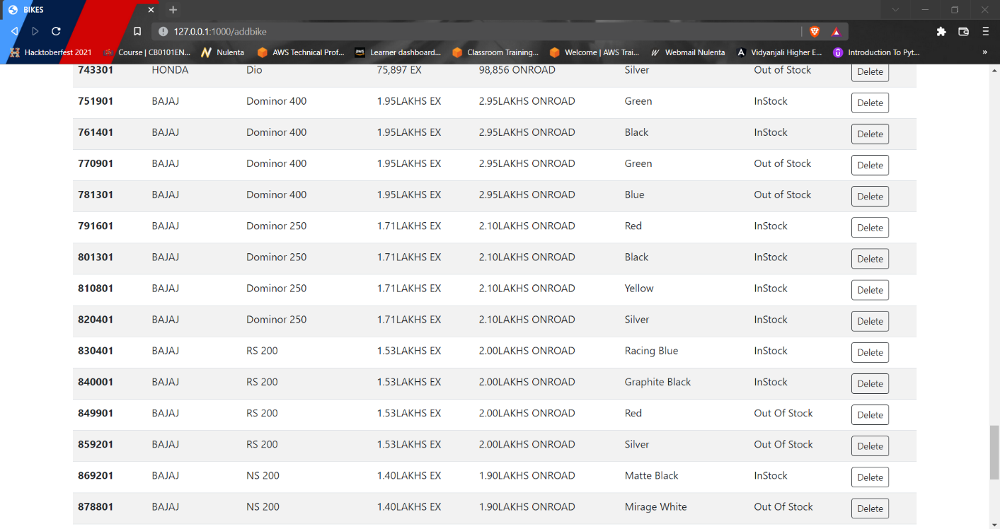 BIKES
127.0.0.1:1000/addbike
Hacktoberfest 2021 Course | CB0101EN... Nulenta AWS Technical Prof... aws Learner dashboard... Classroom Training... Welcome | AWS Trai... Webmail Nulenta Vidyanjali Higher E... Introduction To Pyt... »
743301 HONDA Dio 75,897 EX 98,856 ONROAD Silver Out of Stock Delete
751901 BAJAJ Dominor 400 1.95LAKHS EX 2.95LAKHS ONROAD Green InStock Delete
761401 BAJAJ Dominor 400 1.95LAKHS EX 2.95LAKHS ONROAD Black InStock Delete
770901 BAJAJ Dominor 400 1.95LAKHS EX 2.95LAKHS ONROAD Green Out of Stock Delete
781301 BAJAJ Dominor 400 1.95LAKHS EX 2.95LAKHS ONROAD Blue Out of Stock Delete
791601 BAJAJ Dominor 250 1.71LAKHS EX 2.10LAKHS ONROAD Red InStock Delete
801301 BAJAJ Dominor 250 1.71LAKHS EX 2.10LAKHS ONROAD Black InStock Delete
810801 BAJAJ Dominor 250 1.71LAKHS EX 2.10LAKHS ONROAD Yellow InStock Delete
820401 BAJAJ Dominor 250 1.71LAKHS EX 2.10LAKHS ONROAD Silver InStock Delete
830401 BAJAJ RS 200 1.53LAKHS EX 2.00LAKHS ONROAD Racing Blue InStock Delete
840001 BAJAJ RS 200 1.53LAKHS EX 2.00LAKHS ONROAD Graphite Black InStock Delete
849901 BAJAJ RS 200 1.53LAKHS EX 2.00LAKHS ONROAD Red Out Of Stock Delete
859201 BAJAJ RS 200 1.53LAKHS EX 2.00LAKHS ONROAD Silver Out Of Stock Delete
869201 BAJAJ NS 200 1.40LAKHS EX 1.90LAKHS ONROAD Matte Black InStock Delete
878801 BAJAJ NS 200 1.40LAKHS EX 1.90LAKHS ONROAD Mirage White Out Of Stock Delete